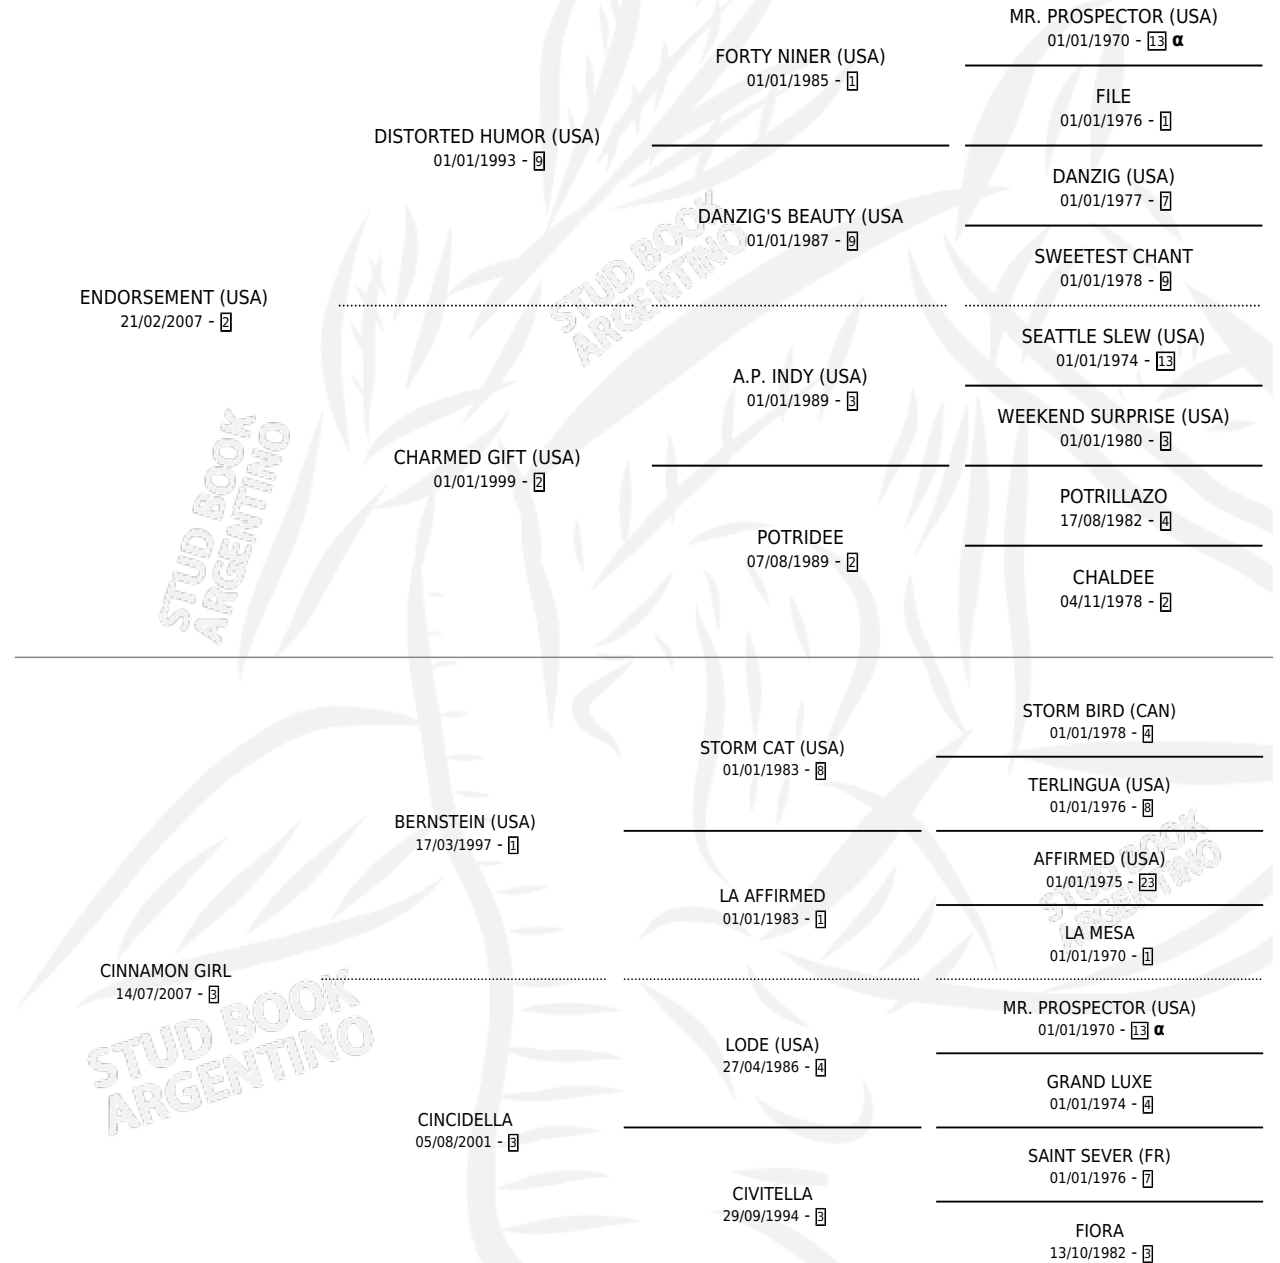 MR. PROSPECTOR (USA)
01/01/1970 - 13 α
FORTY NINER (USA)
01/01/1985 - 1
FILE
01/01/1976 - 1
DISTORTED HUMOR (USA)
01/01/1993 - 9
DANZIG (USA)
01/01/1977 - 7
DANZIG'S BEAUTY (USA
01/01/1987 - 9
SWEETEST CHANT
01/01/1978 - 9
ENDORSEMENT (USA)
21/02/2007 - 2
STUD BOOK
ARGENTINO
SEATTLE SLEW (USA)
01/01/1974 - 13
A.P. INDY (USA)
01/01/1989 - 3
WEEKEND SURPRISE (USA)
01/01/1980 - 3
CHARMED GIFT (USA)
01/01/1999 - 2
POTRILLAZO
17/08/1982 - 4
POTRIDEE
07/08/1989 - 2
CHALDEE
04/11/1978 - 2
STUD BOOK
ARGENTINO
STORM BIRD (CAN)
01/01/1978 - 4
STORM CAT (USA)
01/01/1983 - 8
TERLINGUA (USA)
01/01/1976 - 8
BERNSTEIN (USA)
17/03/1997 - 1
AFFIRMED (USA)
01/01/1975 - 23
LA AFFIRMED
01/01/1983 - 1
LA MESA
01/01/1970 - 1
STUD BOOK
ARGENTINO
CINNAMON GIRL
14/07/2007 - 3
STUD BOOK
ARGENTINO
MR. PROSPECTOR (USA)
01/01/1970 - 13 α
LODE (USA)
27/04/1986 - 4
GRAND LUXE
01/01/1974 - 4
CINCIDELLA
05/08/2001 - 3
SAINT SEVER (FR)
01/01/1976 - 7
CIVITELLA
29/09/1994 - 3
FIORA
13/10/1982 - 3